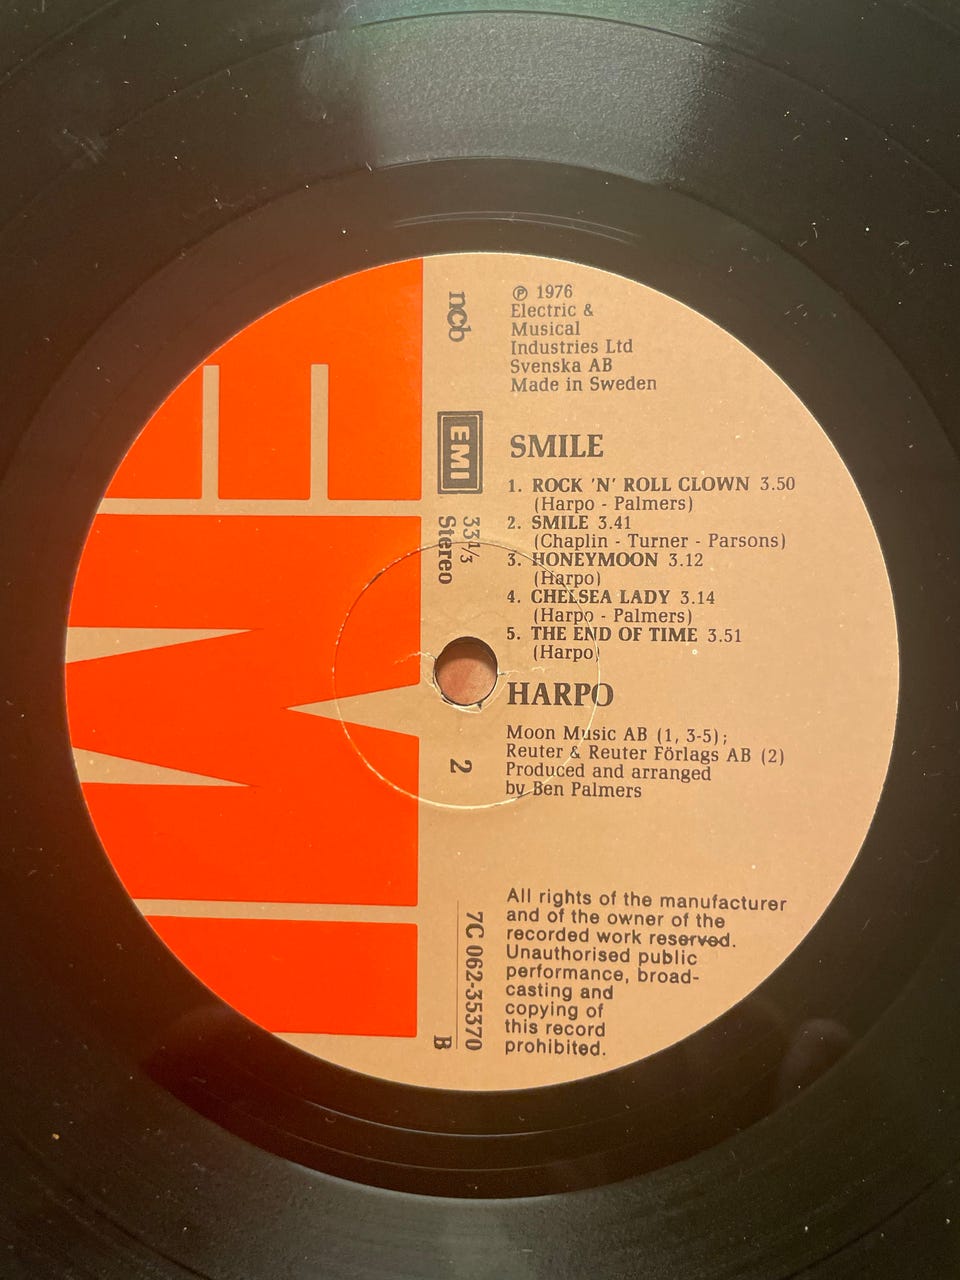 ℗ 1976
Electric &
Musical
Industries Ltd
Svenska AB
Made in Sweden
SMILE
1. ROCK 'N' ROLL CLOWN 3.50
(Harpo - Palmers)
2. SMILE 3.41
(Chaplin - Turner - Parsons)
3. HONEYMOON 3.12
(Harpo)
4. CHELSEA LADY 3.14
(Harpo - Palmers)
5. THE END OF TIME 3.51
(Harpo)
HARPO
Moon Music AB (1, 3-5);
Reuter & Reuter Förlags AB (2)
Produced and arranged
by Ben Palmers
All rights of the manufacturer
and of the owner of the
recorded work reserved.
Unauthorised public
performance, broad-
casting and
copying of
this record
prohibited.
ncb
EMI
33⅓
Stereo
2
7C 062-35370
B
EMI